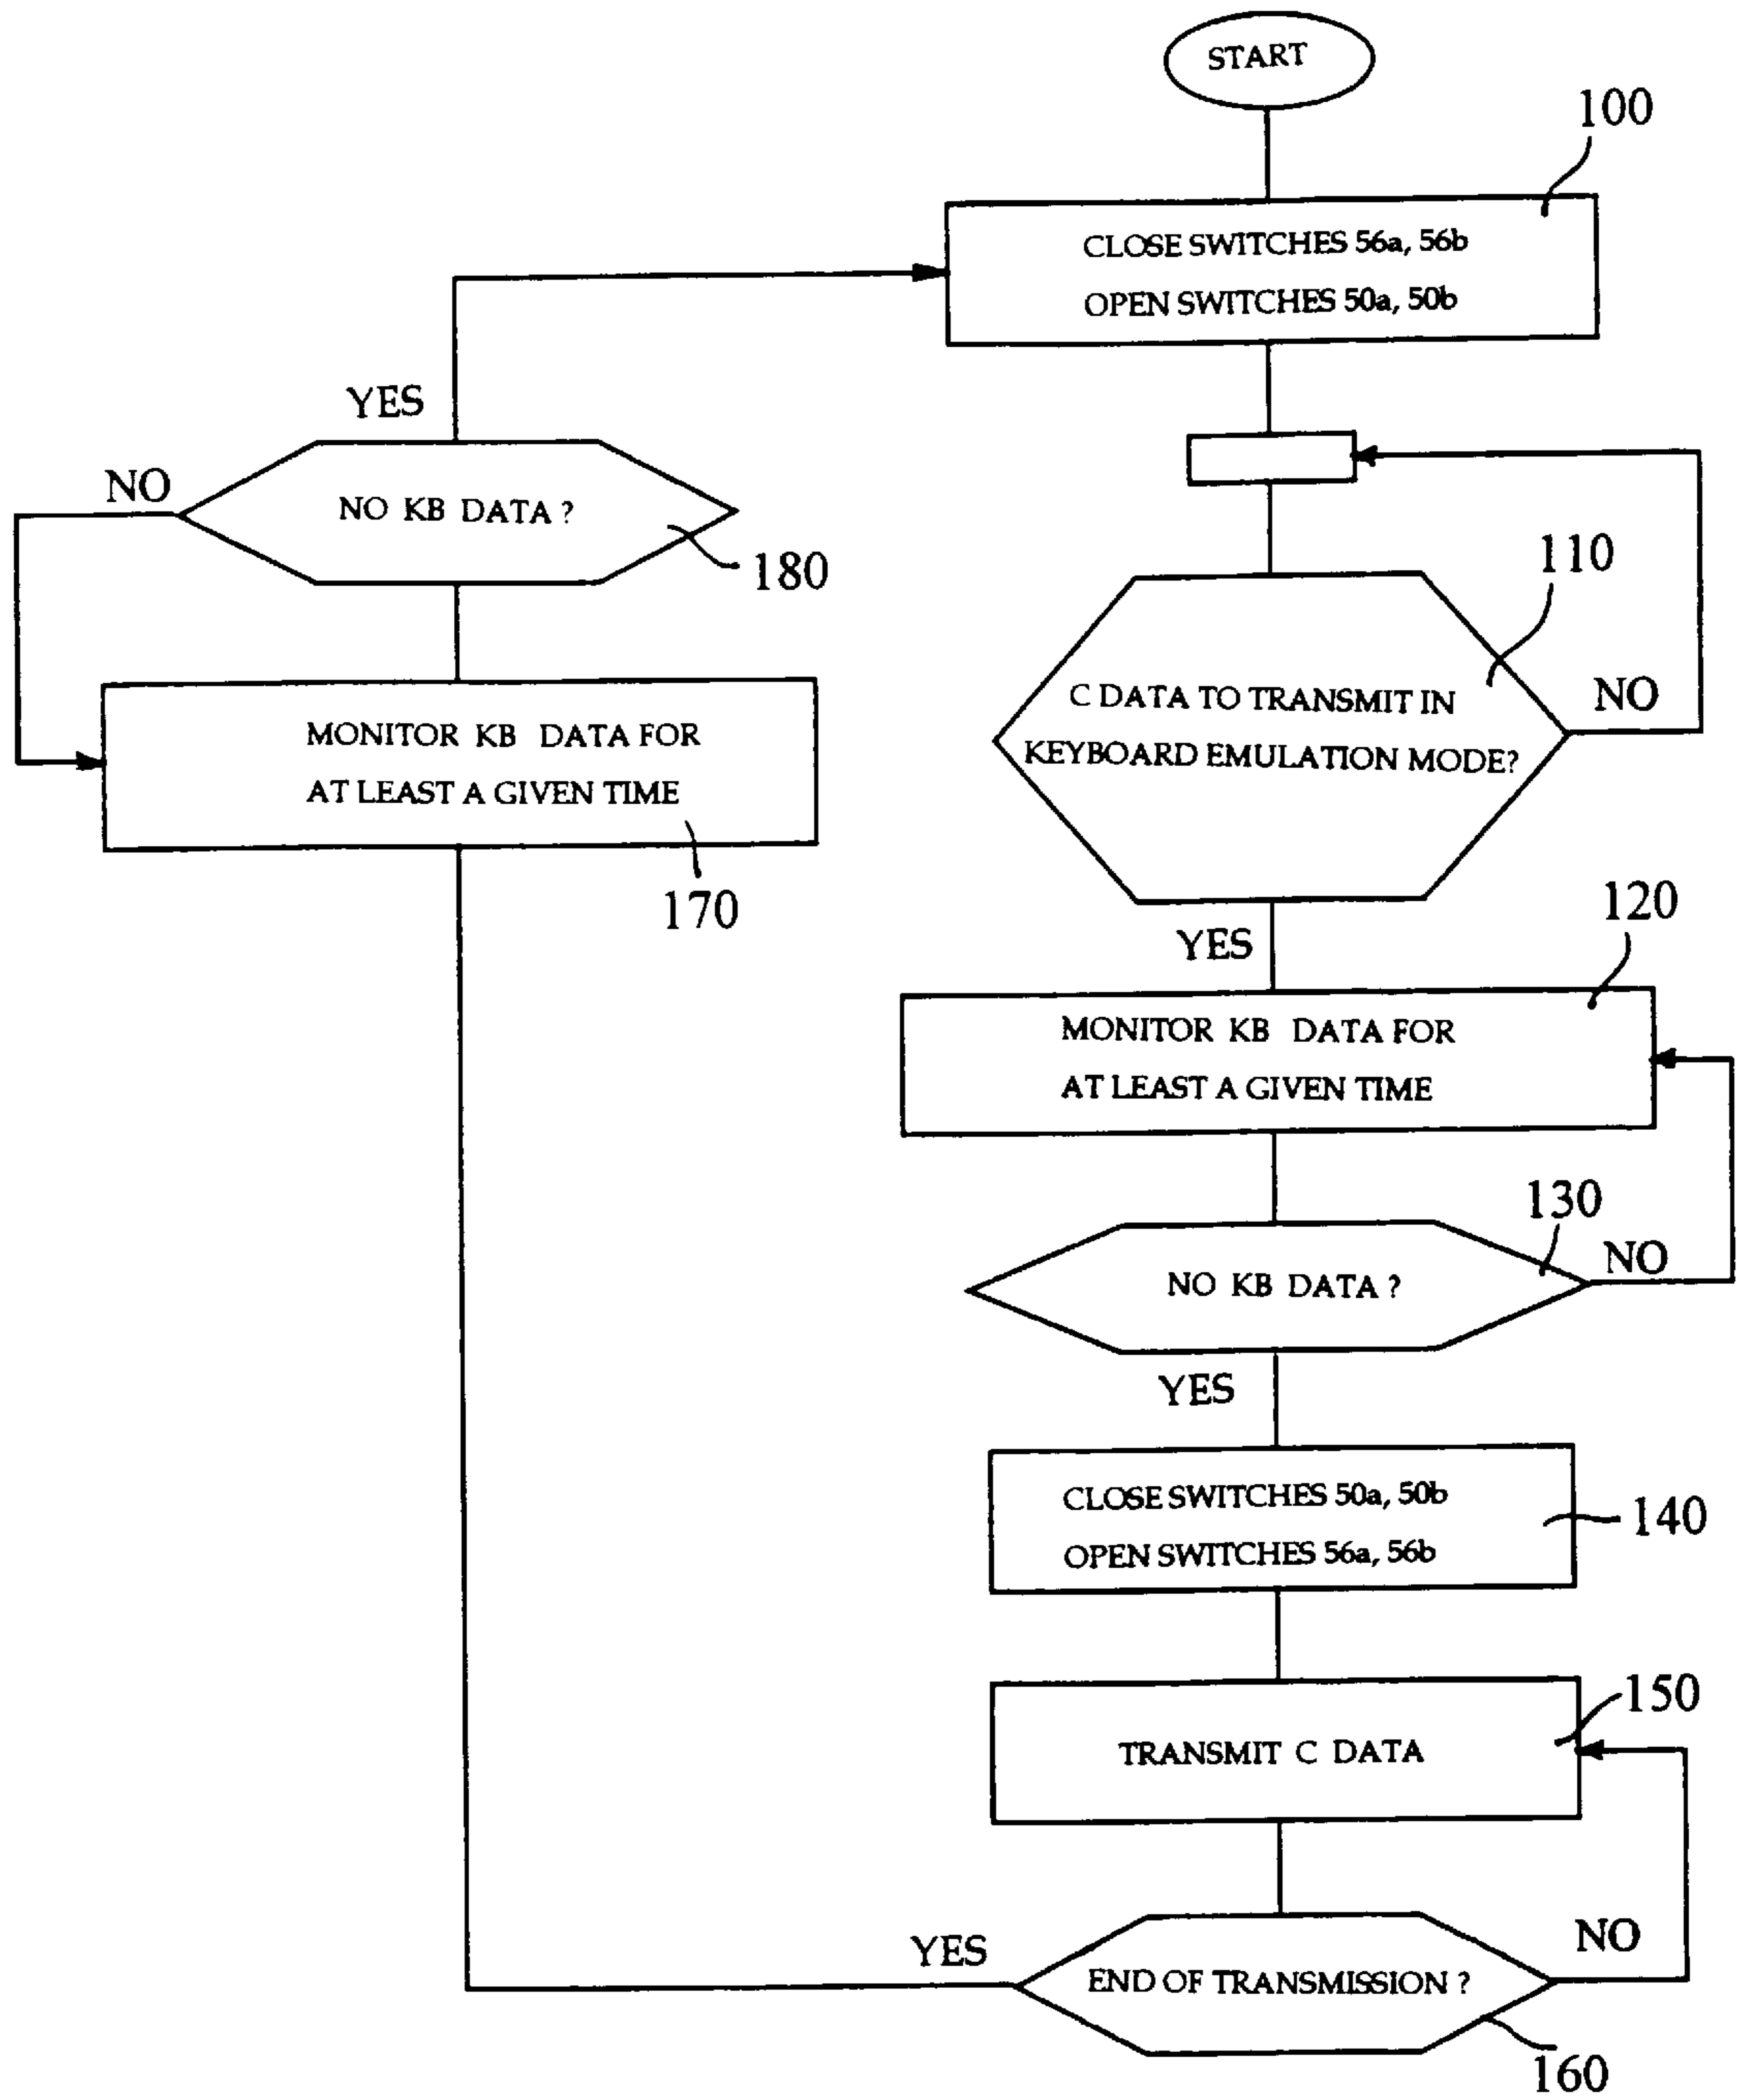 START
100
CLOSE SWITCHES 56a, 56b
OPEN SWITCHES 50a, 50b
YES
NO
NO KB DATA ?
180
110
C DATA TO TRANSMIT IN
KEYBOARD EMULATION MODE?
NO
MONITOR KB DATA FOR
AT LEAST A GIVEN TIME
170
YES
120
MONITOR KB DATA FOR
AT LEAST A GIVEN TIME
130
NO KB DATA ?
NO
YES
CLOSE SWITCHES 50a, 50b
OPEN SWITCHES 56a, 56b
140
150
TRANSMIT C DATA
YES
NO
END OF TRANSMISSION ?
160